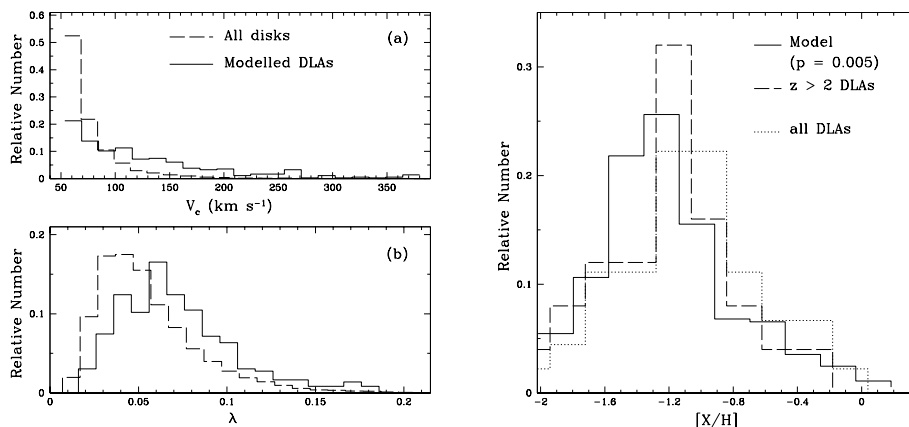 0.6
0.5
0.4
0.3
0.2
0.1
0
Relative Number
All disks
Modelled DLAs
(a)
50 100 150 200 250 300 350
V_c (km s⁻¹)
0.2
0.1
0
Relative Number
(b)
0 0.05 0.1 0.15 0.2
λ
0.3
0.2
0.1
0
Relative Number
Model
(p = 0.005)
z > 2 DLAs
all DLAs
-2 -1.6 -1.2 -0.8 -0.4 0
[X/H]